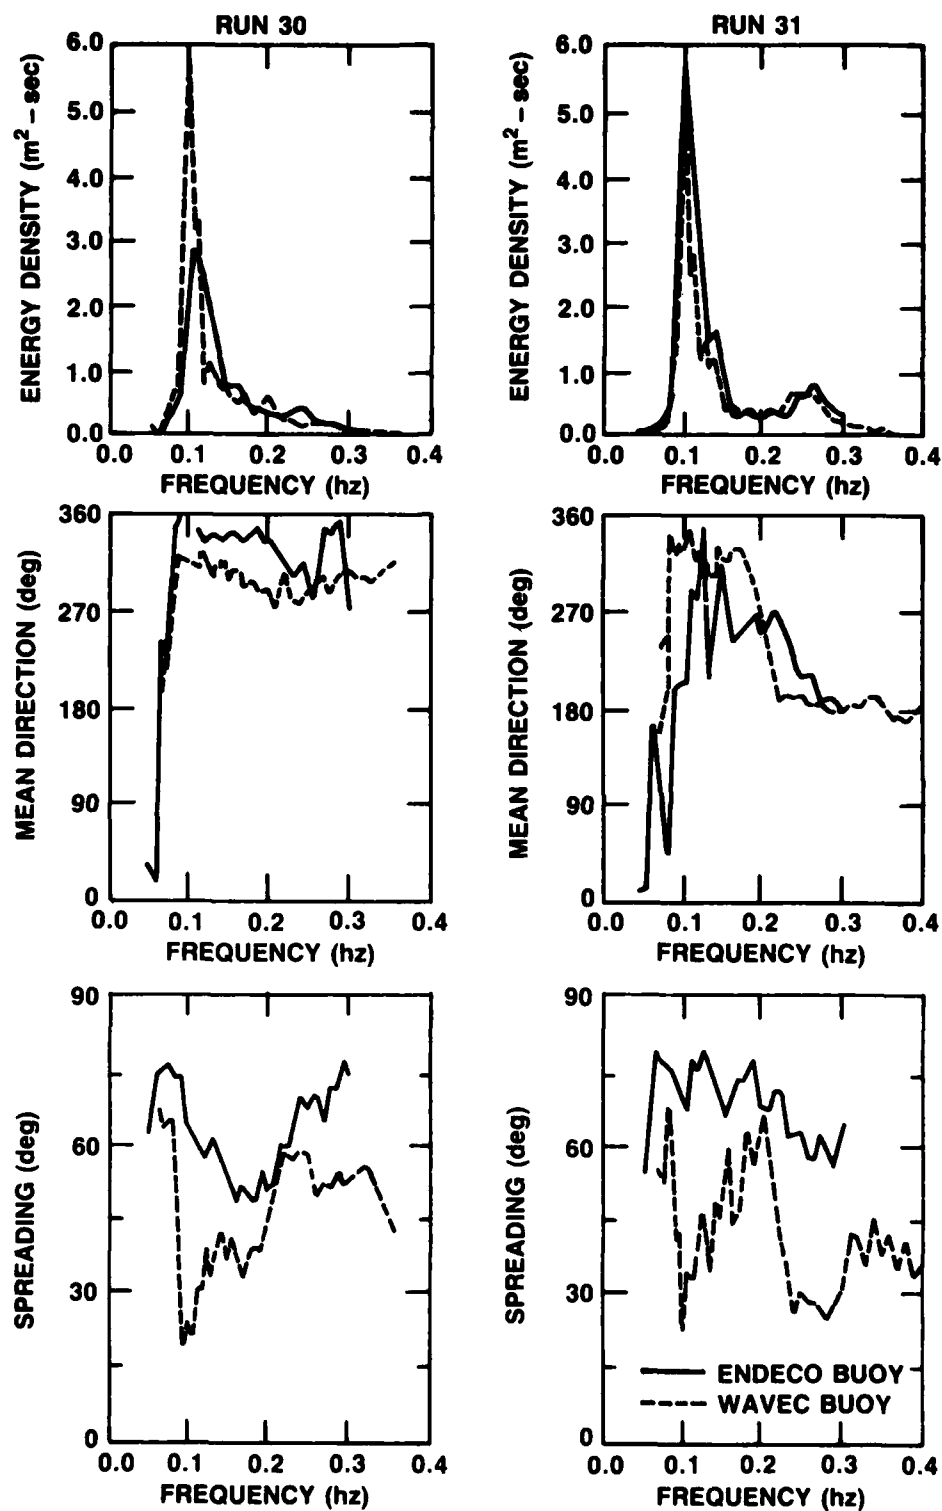 RUN 30
ENERGY DENSITY (m² – sec)
6.0
5.0
4.0
3.0
2.0
1.0
0.0
0.0 0.1 0.2 0.3 0.4
FREQUENCY (hz)
RUN 31
ENERGY DENSITY (m² – sec)
6.0
5.0
4.0
3.0
2.0
1.0
0.0
0.0 0.1 0.2 0.3 0.4
FREQUENCY (hz)
MEAN DIRECTION (deg)
360
270
180
90
0
0.0 0.1 0.2 0.3 0.4
FREQUENCY (hz)
MEAN DIRECTION (deg)
360
270
180
90
0
0.0 0.1 0.2 0.3 0.4
FREQUENCY (hz)
SPREADING (deg)
90
60
30
0
0.0 0.1 0.2 0.3 0.4
FREQUENCY (hz)
SPREADING (deg)
90
60
30
0
ENDECO BUOY
WAVEC BUOY
0.0 0.1 0.2 0.3 0.4
FREQUENCY (hz)